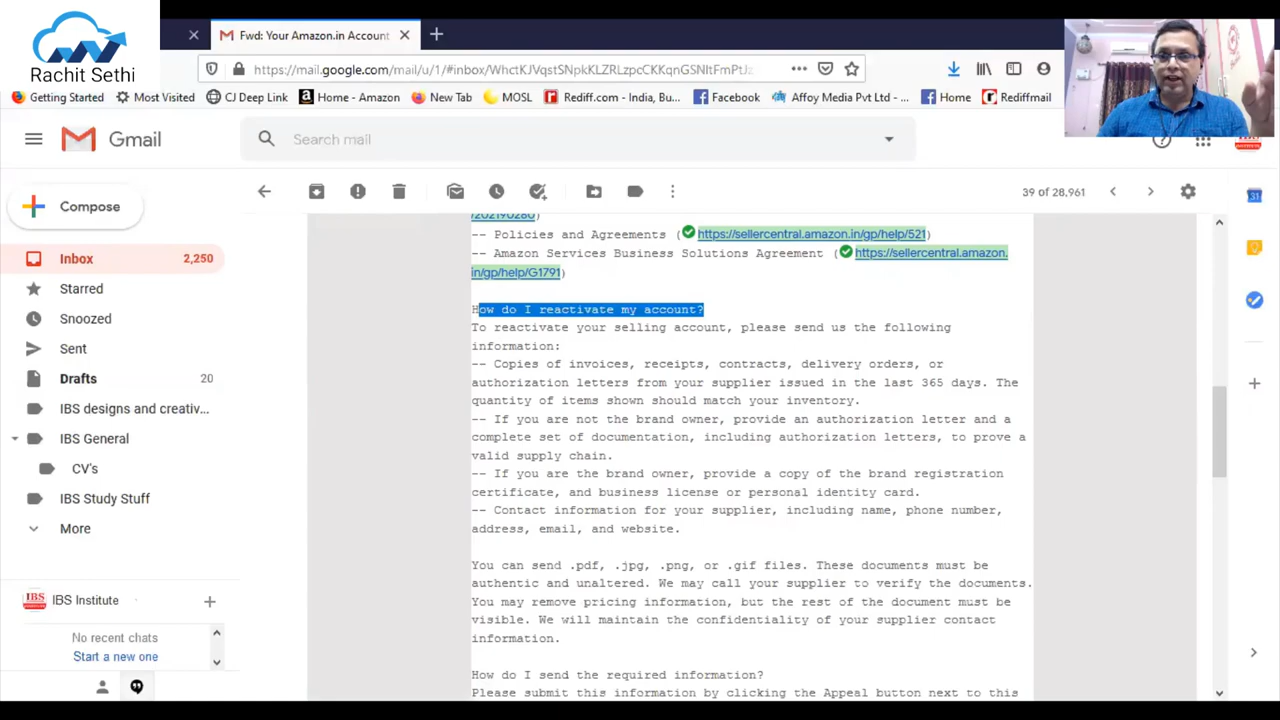 Rachit Sethi
Fwd: Your Amazon.in Account
https://mail.google.com/mail/u/1/#inbox/WhctKJVqstSNpkKLZRLzpcCKKqnGSNItFmPtJz
Getting Started
Most Visited
CJ Deep Link
Home - Amazon
New Tab
MOSL
Rediff.com - India, Bu...
Facebook
Affoy Media Pvt Ltd - ...
Home
Rediffmail
Gmail
Search mail
Compose
39 of 28,961
Inbox 2,250
Starred
Snoozed
Sent
Drafts 20
IBS designs and creativ...
IBS General
CV's
IBS Study Stuff
More
IBS Institute
No recent chats
Start a new one
/202190280)
-- Policies and Agreements (https://sellercentral.amazon.in/gp/help/521)
-- Amazon Services Business Solutions Agreement (https://sellercentral.amazon.
in/gp/help/G1791)
How do I reactivate my account?
To reactivate your selling account, please send us the following
information:
-- Copies of invoices, receipts, contracts, delivery orders, or
authorization letters from your supplier issued in the last 365 days. The
quantity of items shown should match your inventory.
-- If you are not the brand owner, provide an authorization letter and a
complete set of documentation, including authorization letters, to prove a
valid supply chain.
-- If you are the brand owner, provide a copy of the brand registration
certificate, and business license or personal identity card.
-- Contact information for your supplier, including name, phone number,
address, email, and website.
You can send .pdf, .jpg, .png, or .gif files. These documents must be
authentic and unaltered. We may call your supplier to verify the documents.
You may remove pricing information, but the rest of the document must be
visible. We will maintain the confidentiality of your supplier contact
information.
How do I send the required information?
Please submit this information by clicking the Appeal button next to this
31